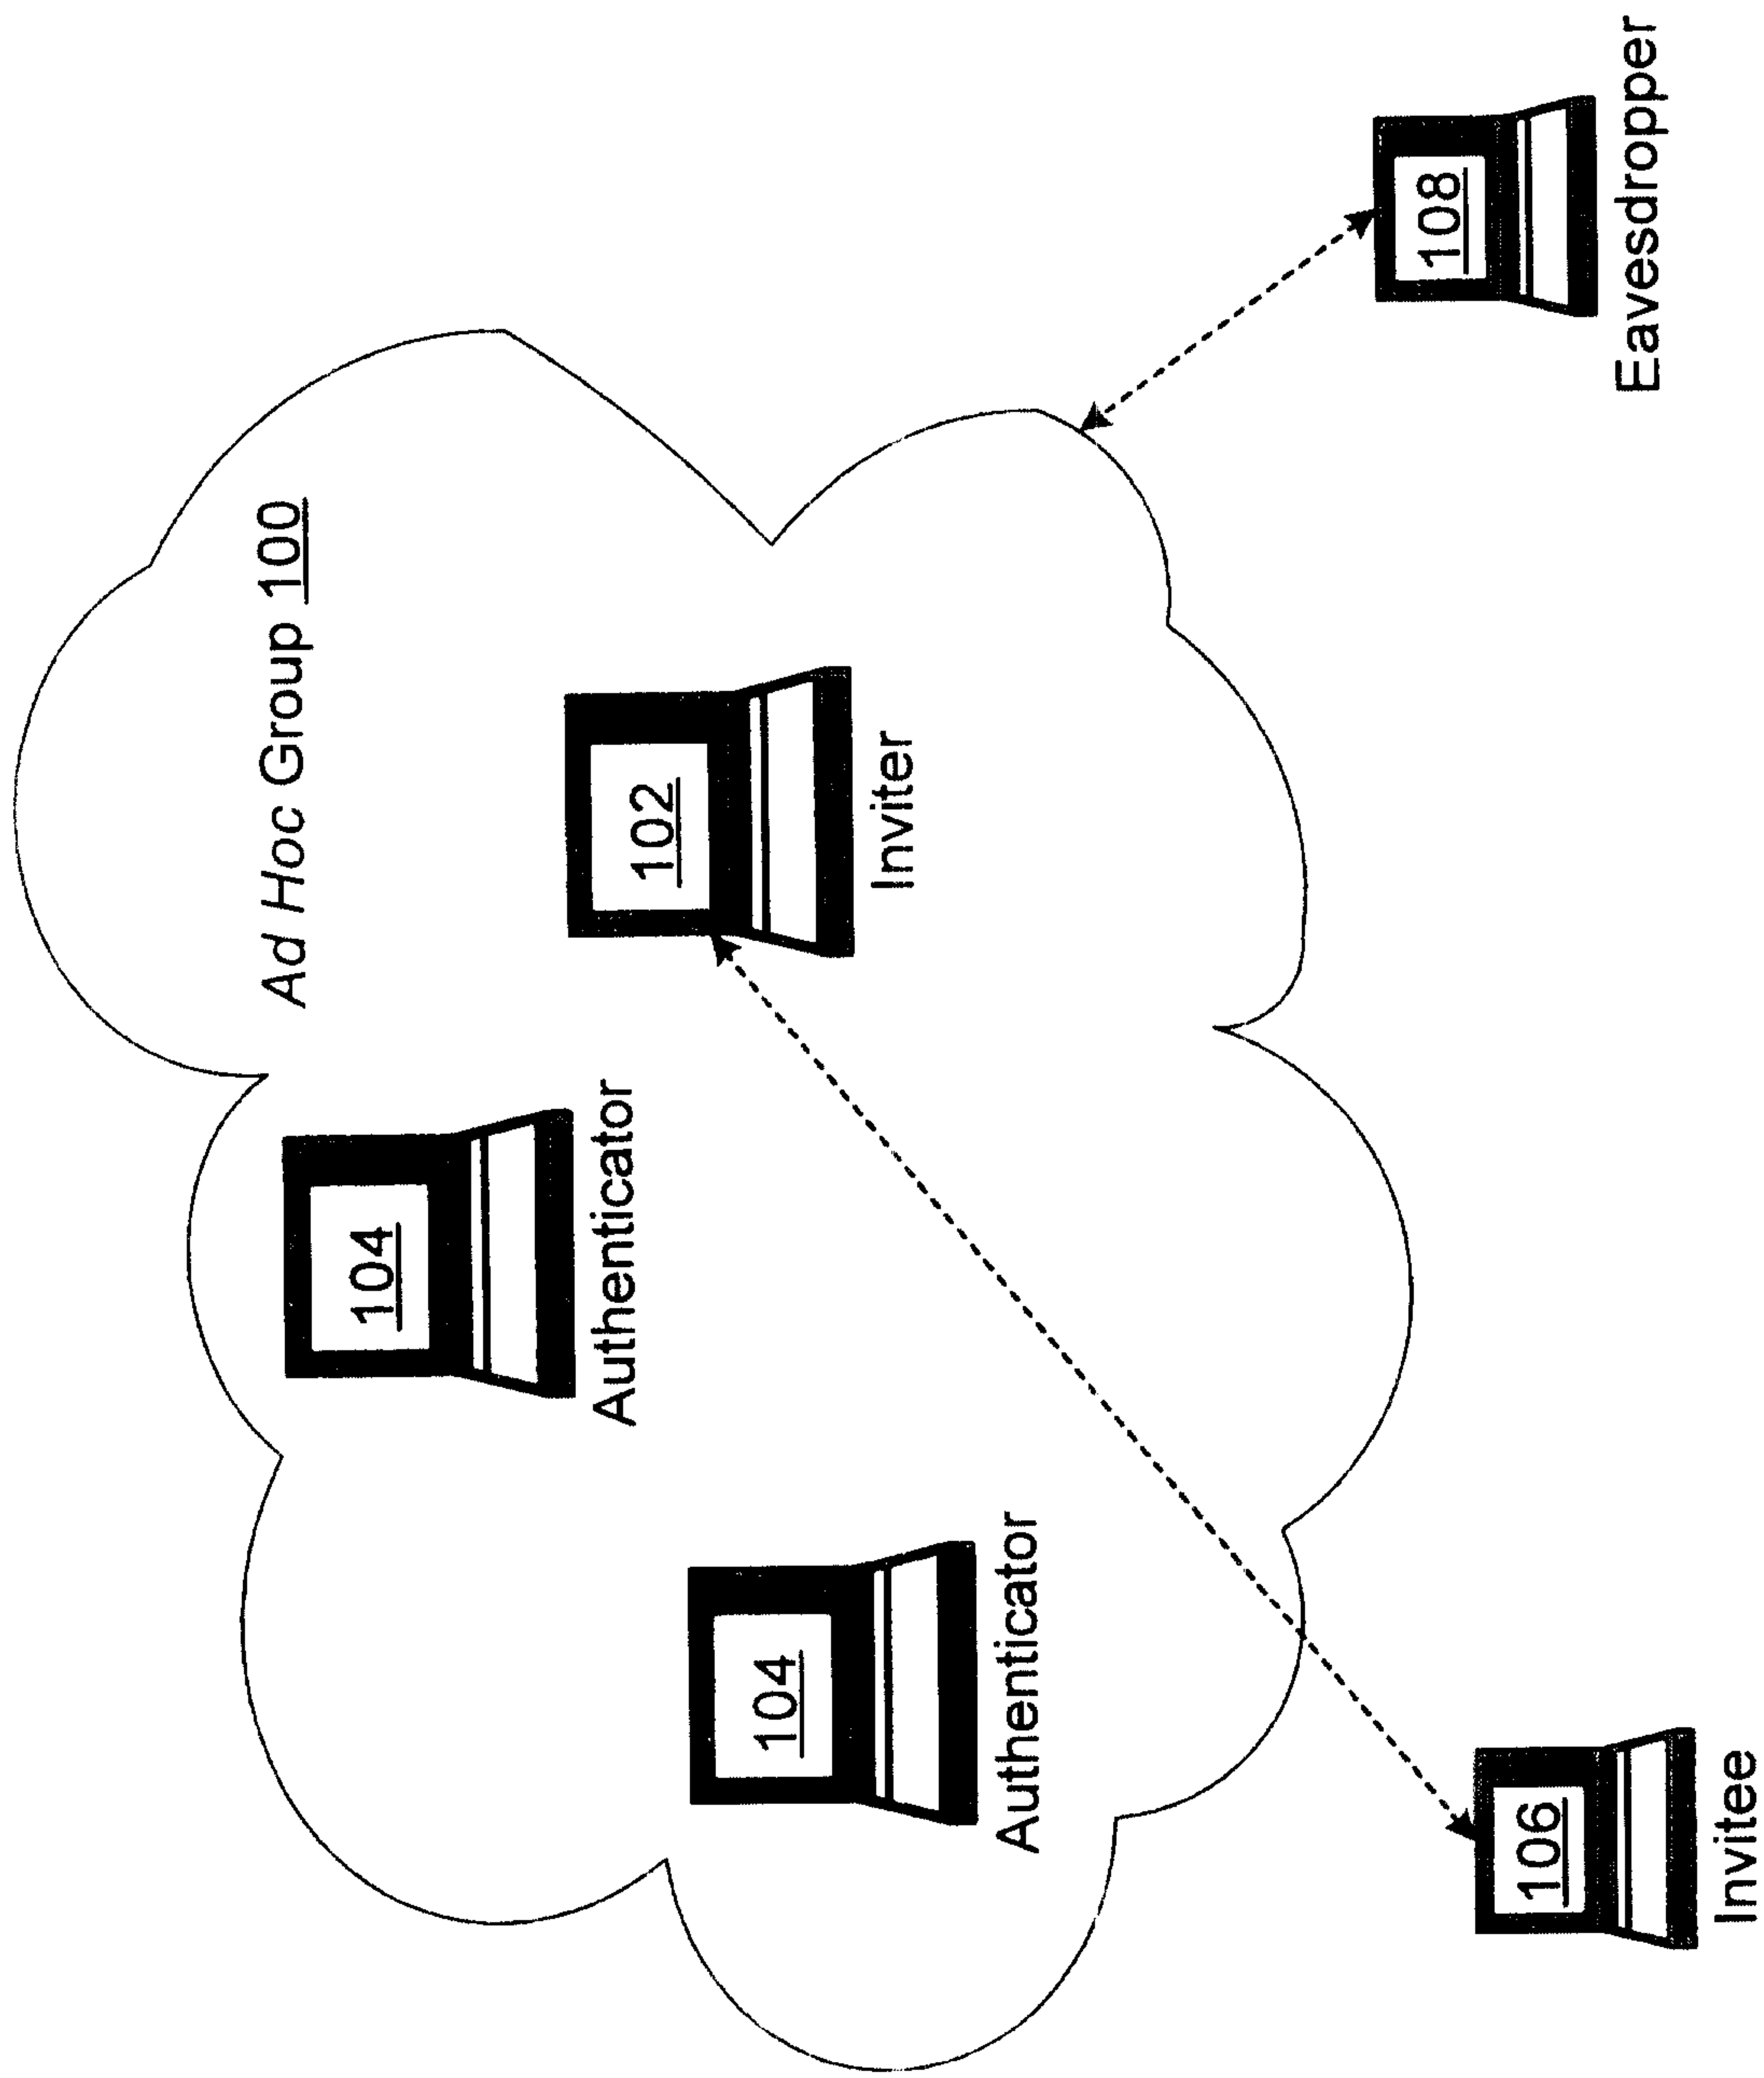 Ad Hoc Group 100
104
Authenticator
102
Inviter
104
Authenticator
106
Invitee
108
Eavesdropper